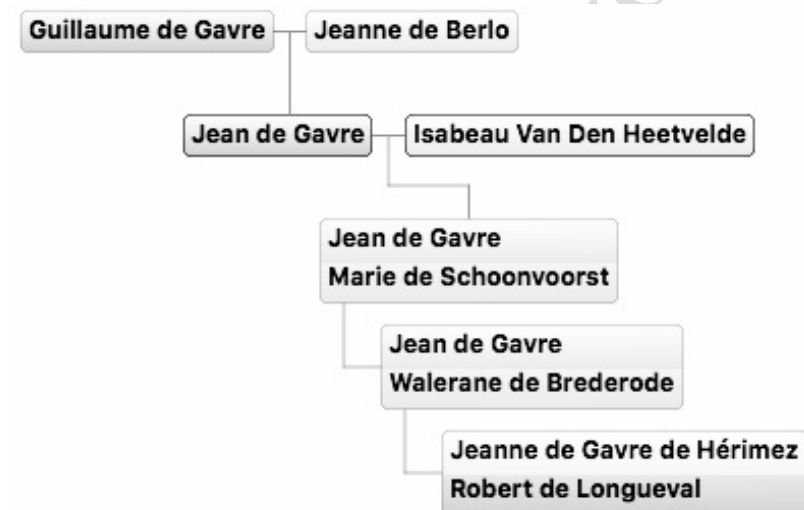 Guillaume de Gavre Jeanne de Berlo
Jean de Gavre Isabeau Van Den Heetvelde
Jean de Gavre
Marie de Schoonvoorst
Jean de Gavre
Walerane de Brederode
Jeanne de Gavre de Hérimez
Robert de Longueval